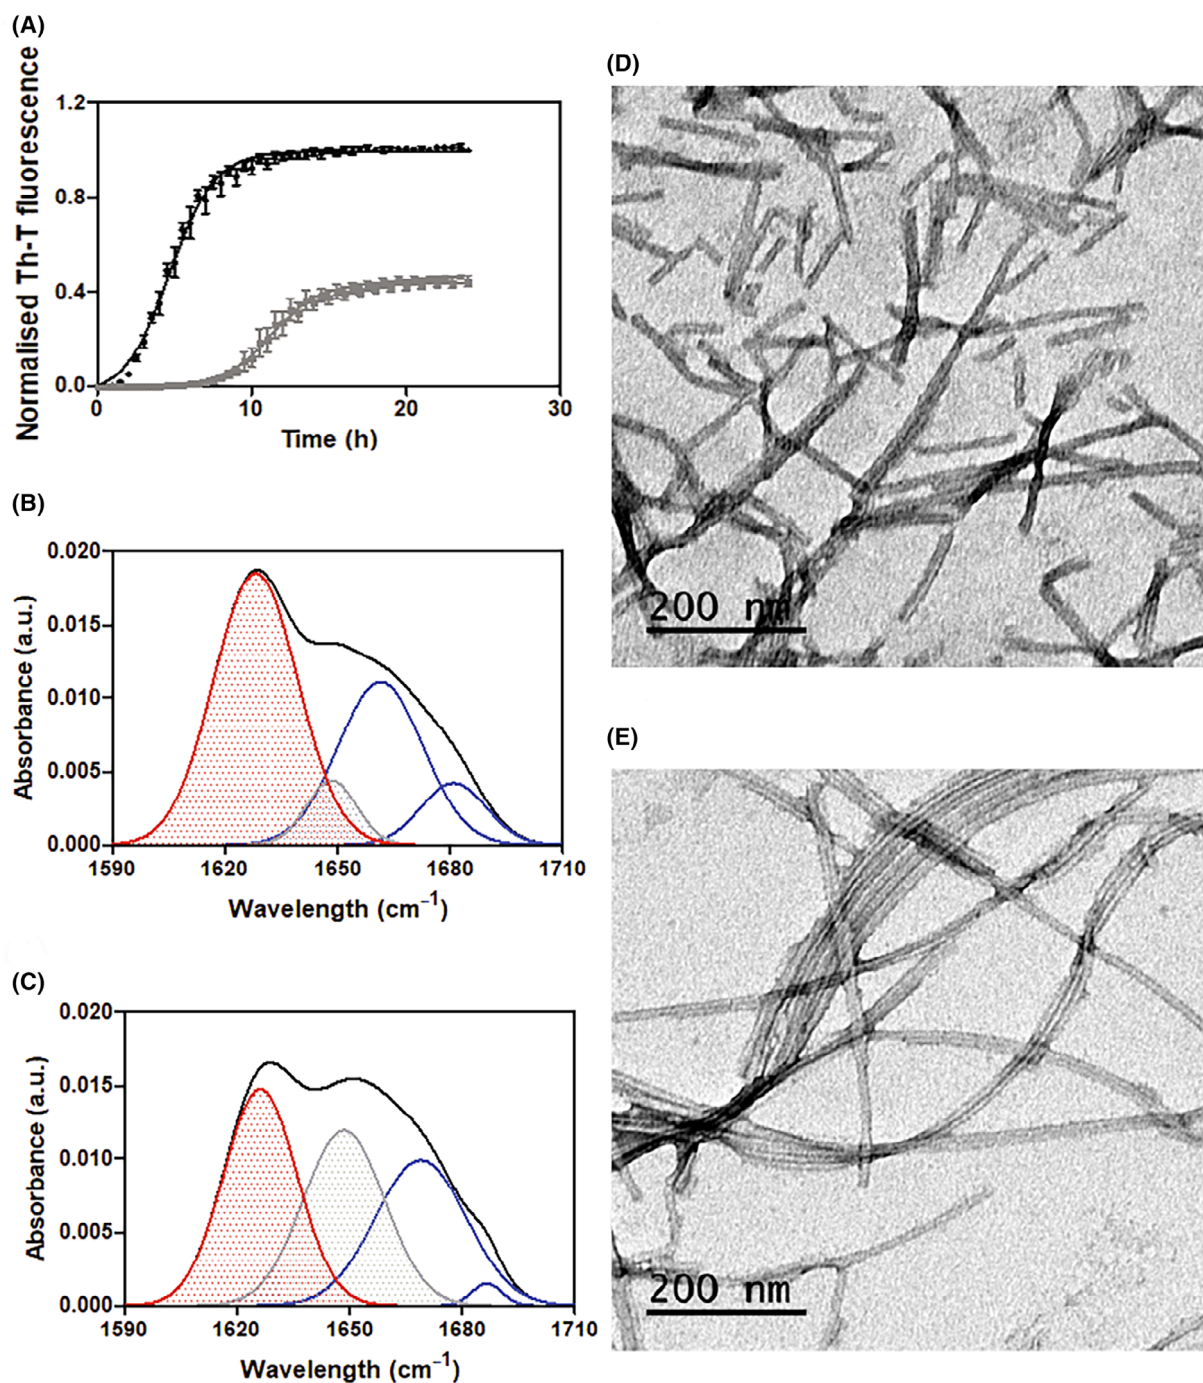 (A)
Normalised Th-T fluorescence
1.2
0.8
0.4
0.0
0
10
20
30
Time (h)
(B)
Absorbance (a.u.)
0.020
0.015
0.010
0.005
0.000
1590
1620
1650
1680
1710
Wavelength (cm⁻¹)
(C)
Absorbance (a.u.)
0.020
0.015
0.010
0.005
0.000
1590
1620
1650
1680
1710
Wavelength (cm⁻¹)
(D)
200 nm
(E)
200 nm